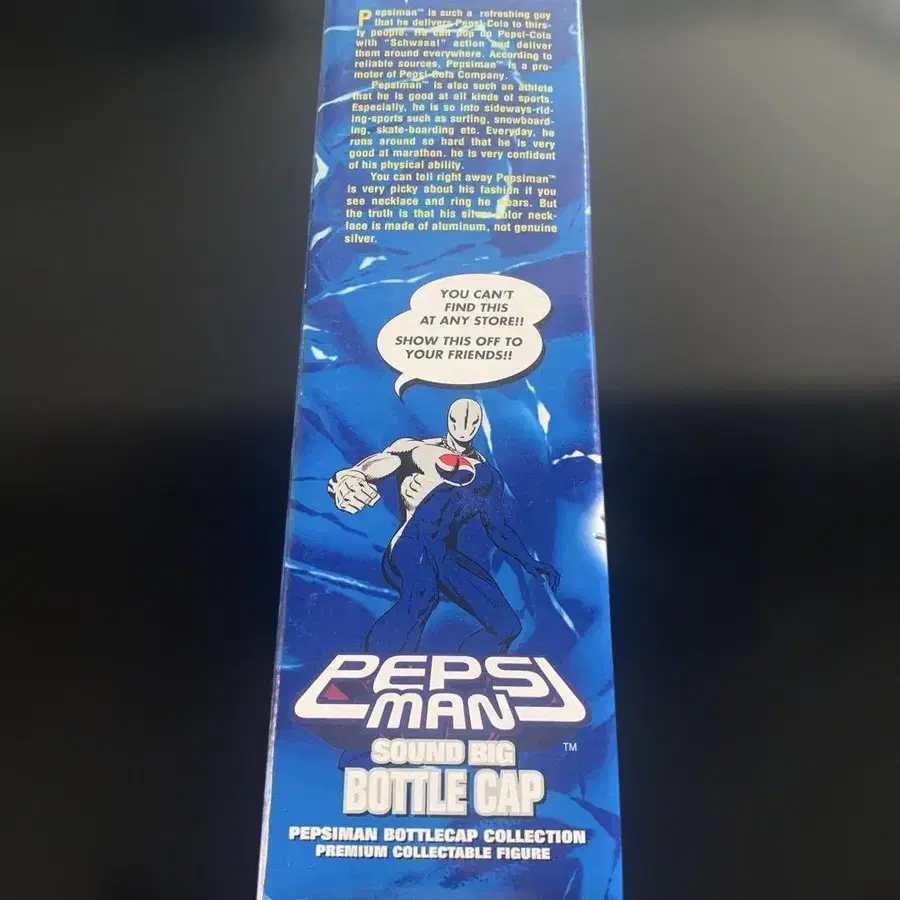 Pepsiman™ is such a refreshing guy
that he delivers Pepsi-Cola to thirs-
ty people. He can pop up Pepsi-Cola
with "Schwaaa!" action and deliver
them around everywhere. According to
reliable sources, Pepsiman™ is a pro-
moter of Pepsi-Cola Company.
Pepsiman™ is also such an athlete
that he is good at all kinds of sports.
Especially, he is so into sideways-rid-
ing-sports such as surfing, snowboard-
ing, skate-boarding etc. Everyday, he
runs around so hard that he is very
good at marathon. he is very confident
of his physical ability.
You can tell right away Pepsiman™
is very picky about his fashion if you
see necklace and ring he wears. But
the truth is that his silver color neck-
lace is made of aluminum, not genuine
silver.
YOU CAN'T
FIND THIS
AT ANY STORE!!
SHOW THIS OFF TO
YOUR FRIENDS!!
PEPSI
MAN
TM
SOUND BIG
BOTTLE CAP
PEPSIMAN BOTTLECAP COLLECTION
PREMIUM COLLECTABLE FIGURE